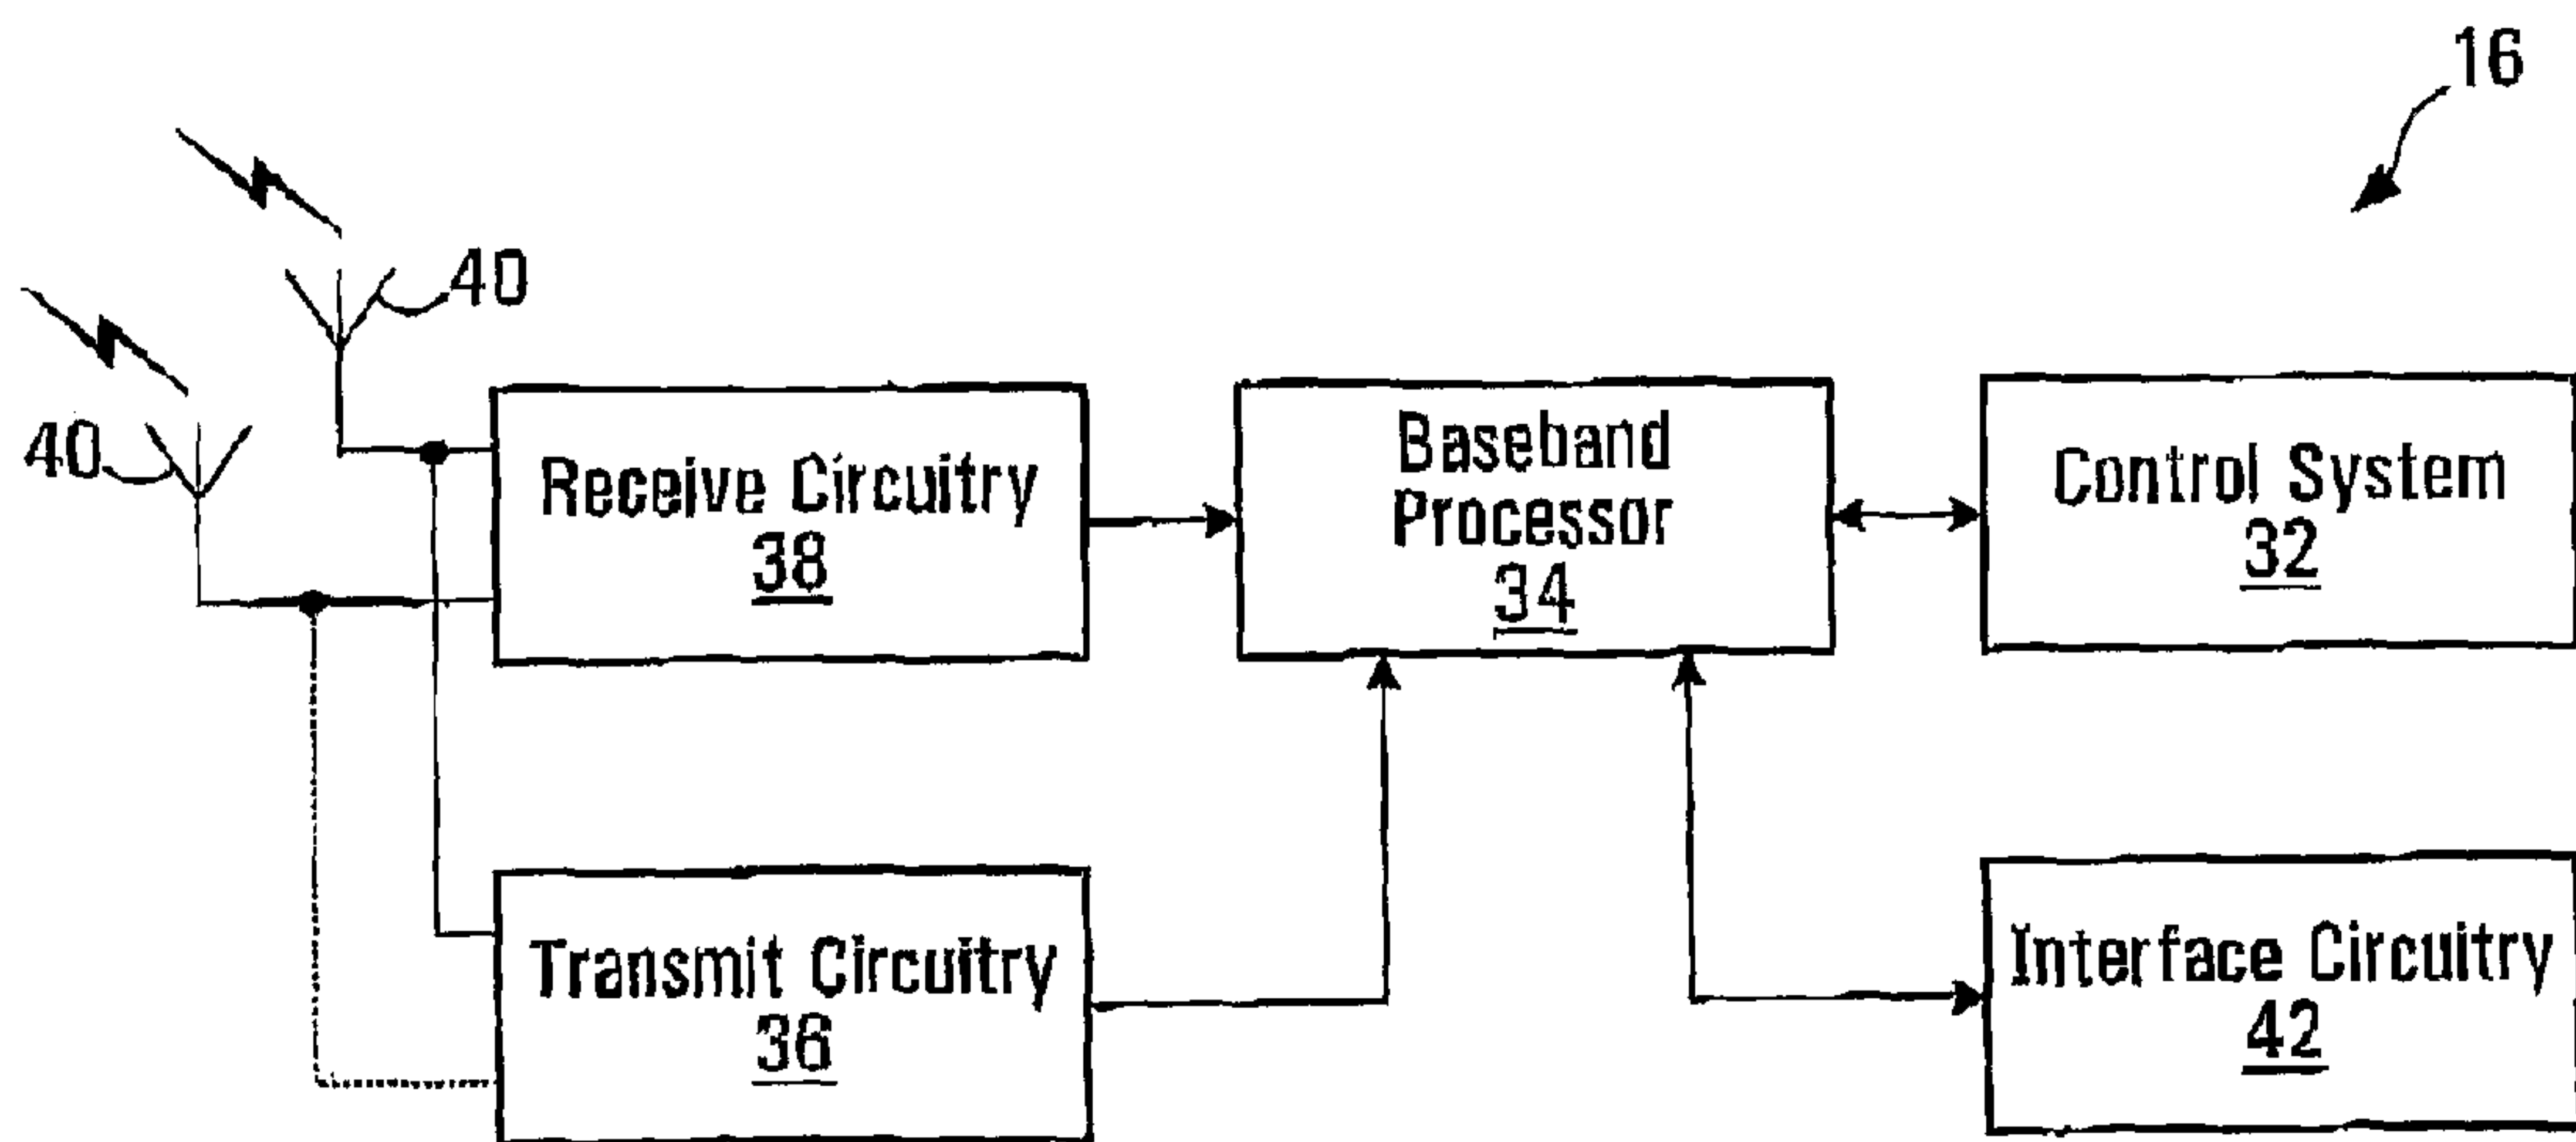 16
40
40
Receive Circuitry
38
Baseband
Processor
34
Control System
32
Transmit Circuitry
36
Interface Circuitry
42